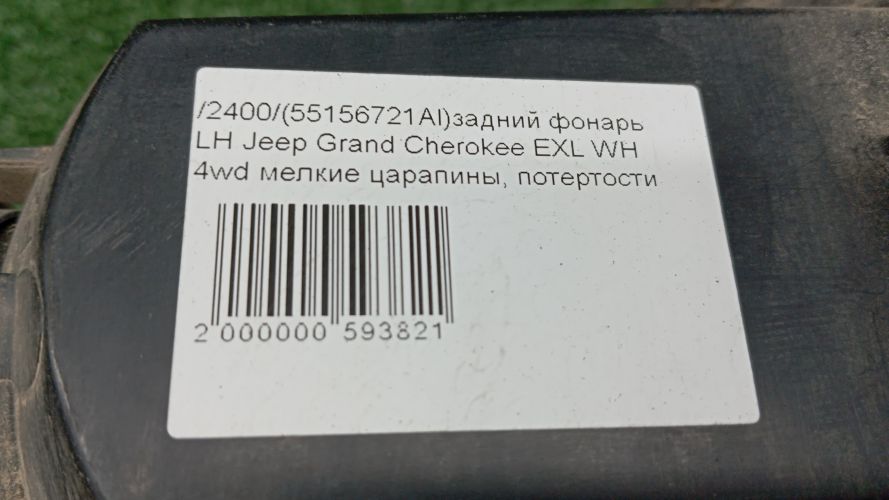 /2400/(55156721AI)задний фонарь
LH Jeep Grand Cherokee EXL WH
4wd мелкие царапины, потертости
2 000000 593821